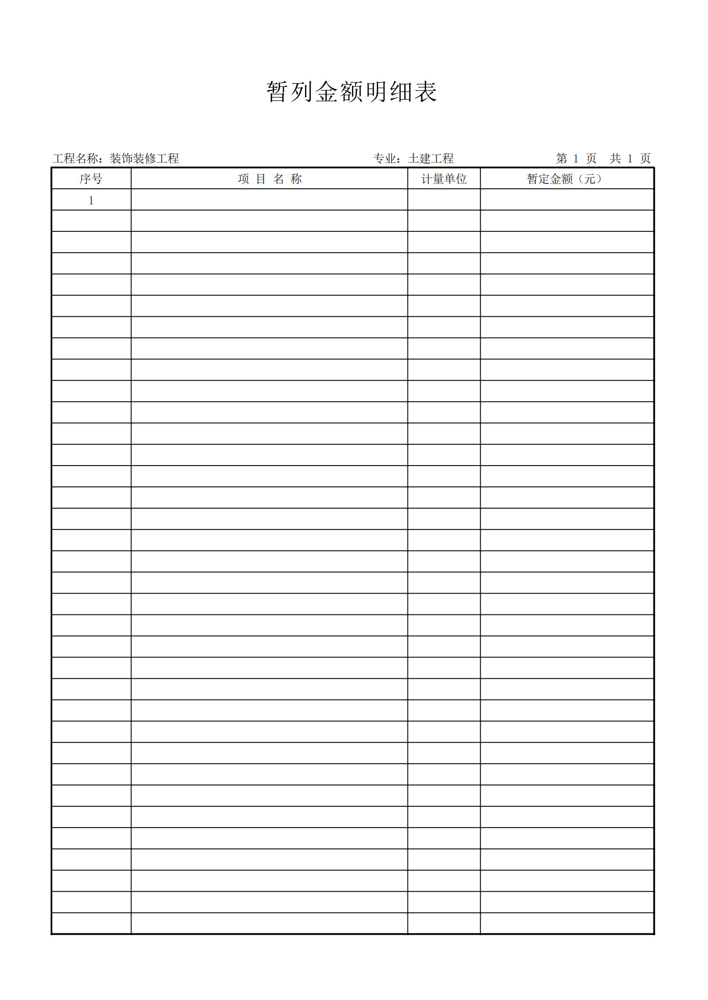 暂列金额明细表
工程名称：装饰装修工程 专业：土建工程 第 1 页 共 1 页
序号 项 目 名 称 计量单位 暂定金额（元）
1